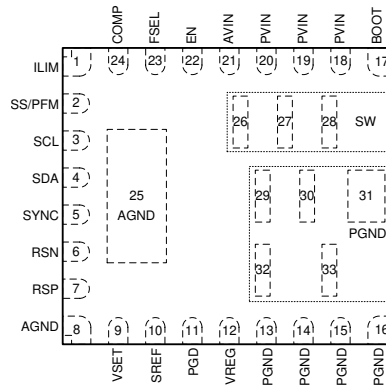 COMP FSEL EN AVIN PVIN PVIN PVIN BOOT
ILIM 1 24 23 22 21 20 19 18 17
SS/PFM 2 26 27 28 SW
SCL 3
SDA 4 25 29 30 31
SYNC 5 AGND PGND
RSN 6
RSP 7 32 33
AGND 8 9 10 11 12 13 14 15 16
VSET SREF PGD VREG PGND PGND PGND PGND